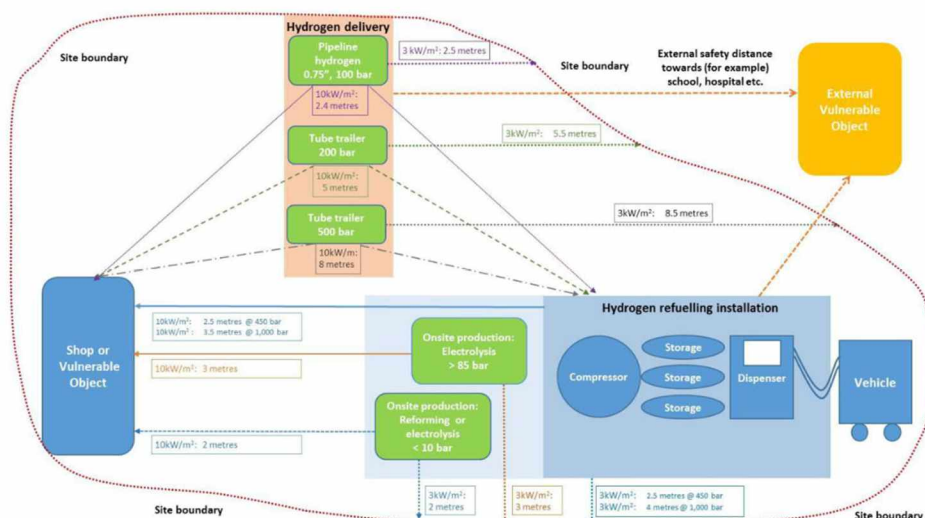 Hydrogen delivery
Site boundary
Pipeline
hydrogen
0.75", 100 bar
3 kW/m²: 2.5 metres
Site boundary
External safety distance
towards (for example)
school, hospital etc.
External
Vulnerable
Object
10kW/m²:
2.4 metres
Tube trailer
200 bar
3kW/m²: 5.5 metres
10kW/m²:
5 metres
Tube trailer
500 bar
3kW/m²: 8.5 metres
10kW/m:
8 metres
Shop or
Vulnerable
Object
10kW/m²: 2.5 metres @ 450 bar
10kW/m²: 3.5 metres @ 1,000 bar
10kW/m²: 3 metres
10kW/m²: 2 metres
Onsite production:
Electrolysis
> 85 bar
Onsite production:
Reforming or
electrolysis
< 10 bar
Hydrogen refuelling installation
Compressor
Storage
Storage
Storage
Dispenser
Vehicle
3kW/m²:
2 metres
3kW/m²:
3 metres
3kW/m²: 2.5 metres @ 450 bar
3kW/m²: 4 metres @ 1,000 bar
Site boundary
Site boundary